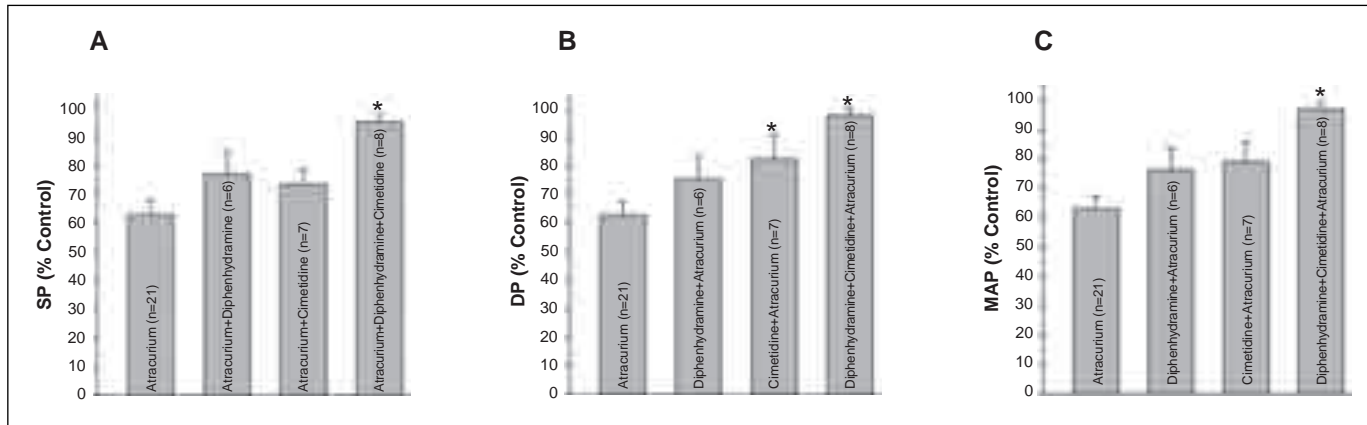 A
SP (% Control)
100
90
80
70
60
50
40
30
20
10
0
Atracurium (n=21)
Atracurium+Diphenhydramine (n=6)
Atracurium+Cimetidine (n=7)
Atracurium+Diphenhydramine+Cimetidine (n=8)
*
B
DP (% Control)
100
90
80
70
60
50
40
30
20
10
0
Atracurium (n=21)
Diphenhydramine+Atracurium (n=6)
Cimetidine+Atracurium (n=7)
*
Diphenhydramine+Cimetidine+Atracurium (n=8)
*
C
MAP (% Control)
100
90
80
70
60
50
40
30
20
10
0
Atracurium (n=21)
Diphenhydramine+Atracurium (n=6)
Cimetidine+Atracurium (n=7)
Diphenhydramine+Cimetidine+Atracurium (n=8)
*